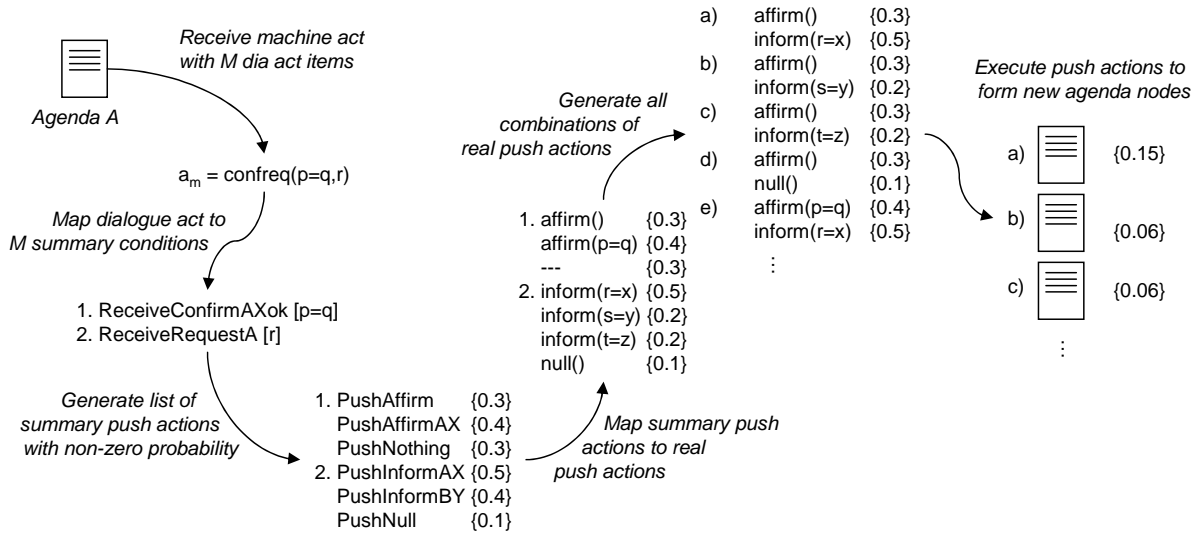 Receive machine act
with M dia act items
Agenda A
a_m = confreq(p=q,r)
Map dialogue act to
M summary conditions
1. ReceiveConfirmAXok [p=q]
2. ReceiveRequestA [r]
Generate list of
summary push actions
with non-zero probability
1. PushAffirm {0.3}
PushAffirmAX {0.4}
PushNothing {0.3}
2. PushInformAX {0.5}
PushInformBY {0.4}
PushNull {0.1}
Map summary push
actions to real
push actions
1. affirm() {0.3}
affirm(p=q) {0.4}
--- {0.3}
2. inform(r=x) {0.5}
inform(s=y) {0.2}
inform(t=z) {0.2}
null() {0.1}
Generate all
combinations of
real push actions
a) affirm() {0.3}
inform(r=x) {0.5}
b) affirm() {0.3}
inform(s=y) {0.2}
c) affirm() {0.3}
inform(t=z) {0.2}
d) affirm() {0.3}
null() {0.1}
e) affirm(p=q) {0.4}
inform(r=x) {0.5}
⋮
Execute push actions to
form new agenda nodes
a) {0.15}
b) {0.06}
c) {0.06}
⋮